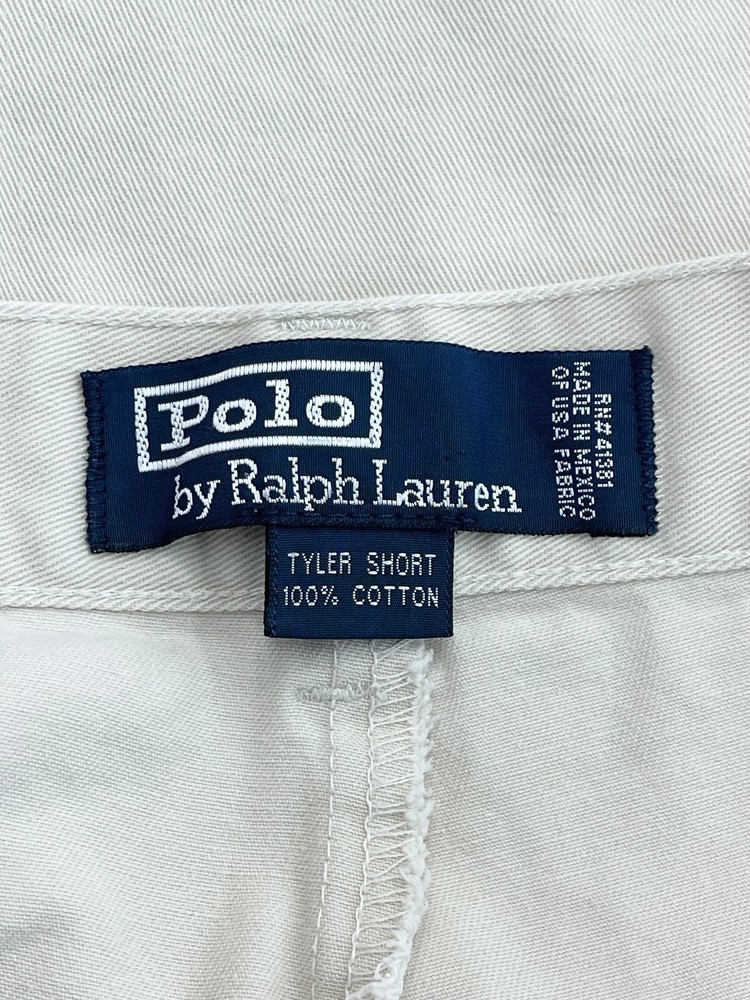 Polo
by Ralph Lauren
RN#41381
MADE IN MEXICO
OF USA FABRIC
TYLER SHORT
100% COTTON